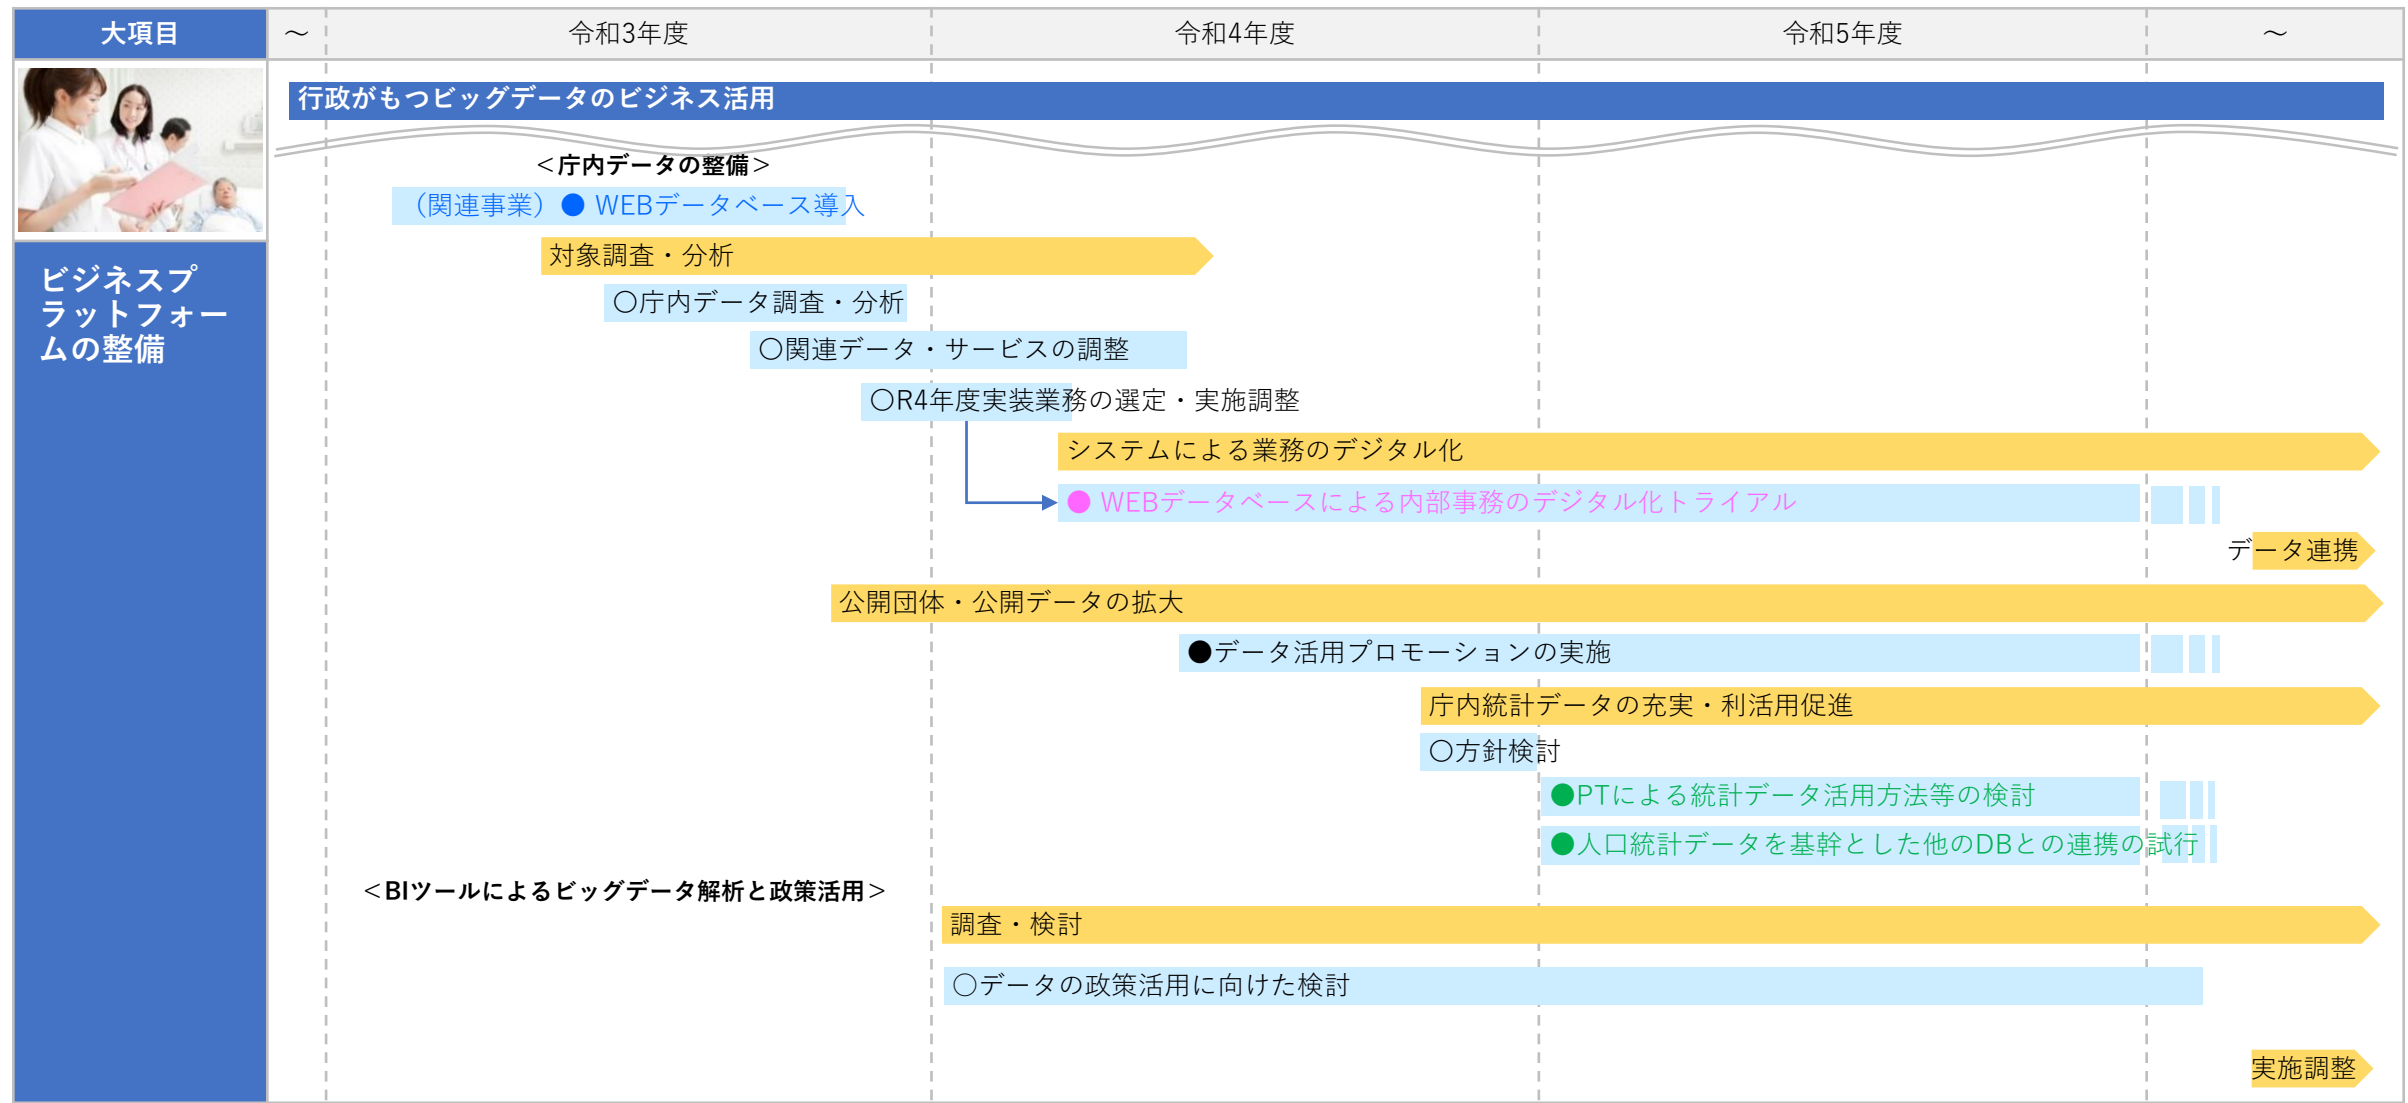 大項目
～
令和3年度
令和4年度
令和5年度
～
行政がもつビッグデータのビジネス活用
ビジネスプ
ラットフォー
ムの整備
＜庁内データの整備＞
（関連事業）● WEBデータベース導入
対象調査・分析
〇庁内データ調査・分析
〇関連データ・サービスの調整
〇R4年度実装業務の選定・実施調整
システムによる業務のデジタル化
● WEBデータベースによる内部事務のデジタル化トライアル
データ連携
公開団体・公開データの拡大
●データ活用プロモーションの実施
庁内統計データの充実・利活用促進
〇方針検討
●PTによる統計データ活用方法等の検討
●人口統計データを基幹とした他のDBとの連携の試行
＜BIツールによるビッグデータ解析と政策活用＞
調査・検討
〇データの政策活用に向けた検討
実施調整